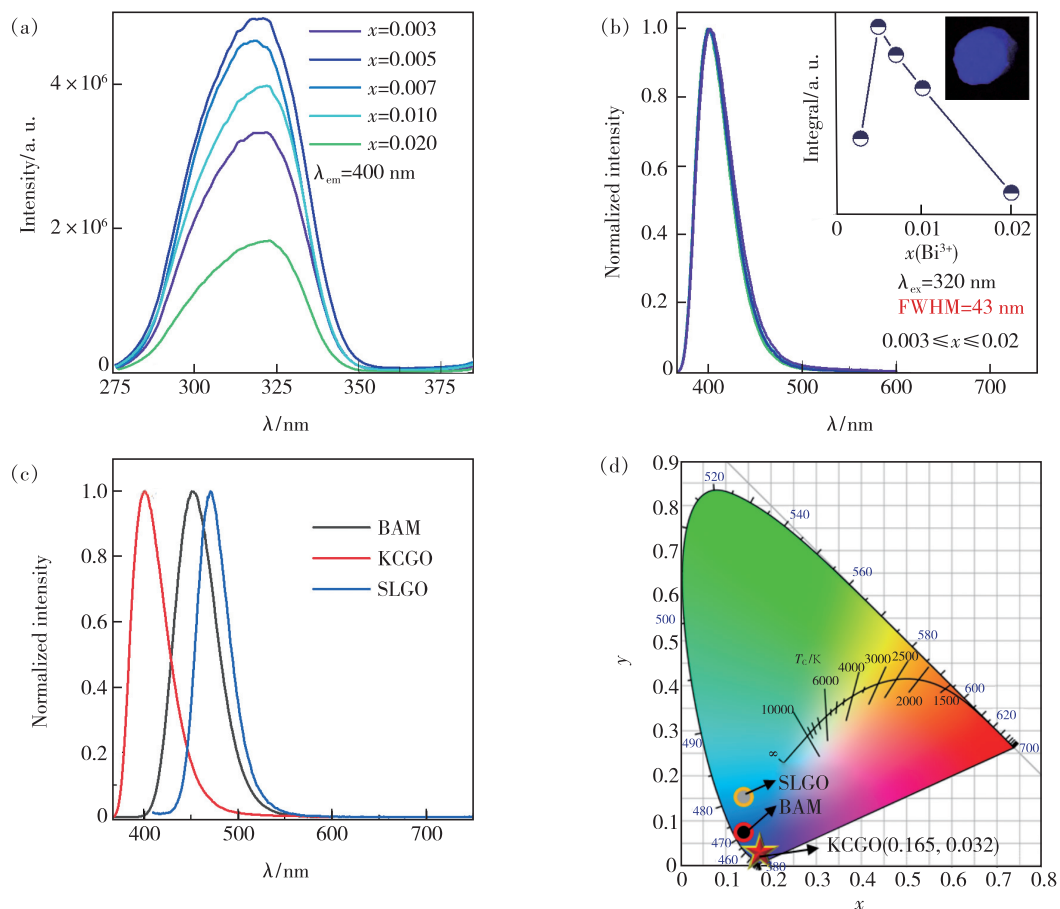 (a)
Intensity/a. u.
4×10⁶
2×10⁶
0
x=0.003
x=0.005
x=0.007
x=0.010
x=0.020
λem=400 nm
275 300 325 350 375
λ/nm
(b)
Normalized intensity
1.0
0.8
0.6
0.4
0.2
0
Integral/a. u.
0 0.01 0.02
x(Bi³⁺)
λex=320 nm
FWHM=43 nm
0.003≤x≤0.02
400 500 600 700
λ/nm
(c)
Normalized intensity
1.0
0.8
0.6
0.4
0.2
0
BAM
KCGO
SLGO
400 500 600 700
λ/nm
(d)
y
0.9
0.8
0.7
0.6
0.5
0.4
0.3
0.2
0.1
0
520
540
560
500
580
TC/K
3000 2500
4000
6000
600
10000
2000 1500
620
490
∞
700
SLGO
480
BAM
470
KCGO(0.165, 0.032)
460
380
0 0.1 0.2 0.3 0.4 0.5 0.6 0.7 0.8
x